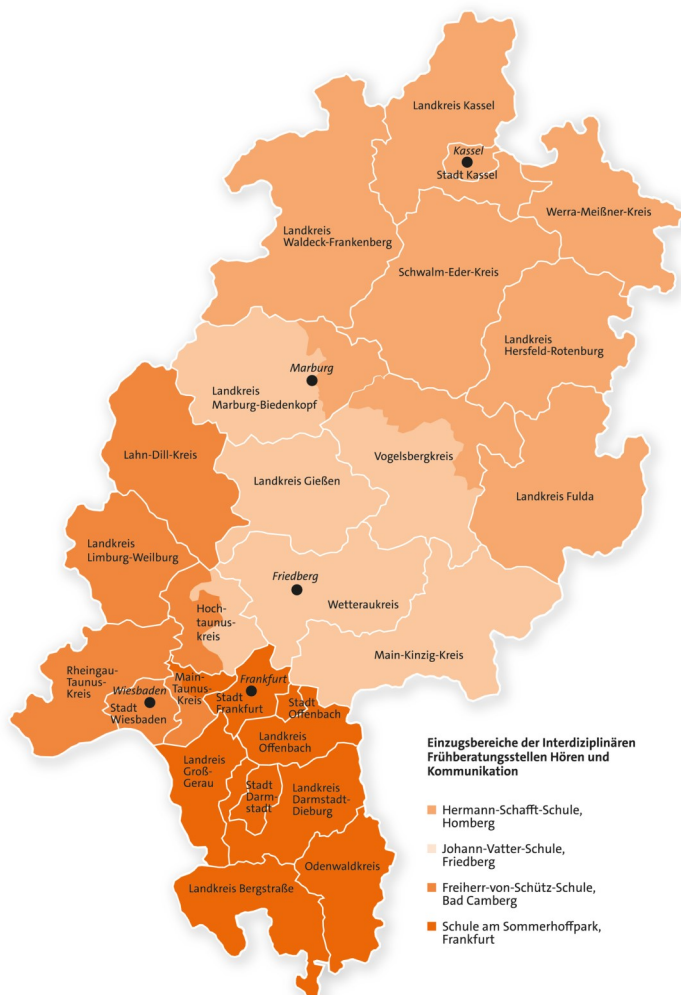 Landkreis Kassel
Kassel
Stadt Kassel
Werra-Meißner-Kreis
Landkreis
Waldeck-Frankenberg
Schwalm-Eder-Kreis
Landkreis
Hersfeld-Rotenburg
Marburg
Landkreis
Marburg-Biedenkopf
Lahn-Dill-Kreis
Vogelsbergkreis
Landkreis Gießen
Landkreis Fulda
Landkreis
Limburg-Weilburg
Friedberg
Wetteraukreis
Hoch-
taunus-
kreis
Main-Kinzig-Kreis
Rheingau-
Taunus-
Kreis
Wiesbaden
Stadt
Wiesbaden
Main-
Taunus-
Kreis
Frankfurt
Stadt
Frankfurt
Stadt
Offenbach
Landkreis
Offenbach
Landreis
Groß-
Gerau
Stadt
Darm-
stadt
Landkreis
Darmstadt-
Dieburg
Odenwaldkreis
Landkreis Bergstraße
Einzugsbereiche der Interdiziplinären
Frühberatungsstellen Hören und
Kommunikation
Hermann-Schafft-Schule,
Homberg
Johann-Vatter-Schule,
Friedberg
Freiherr-von-Schütz-Schule,
Bad Camberg
Schule am Sommerhoffpark,
Frankfurt